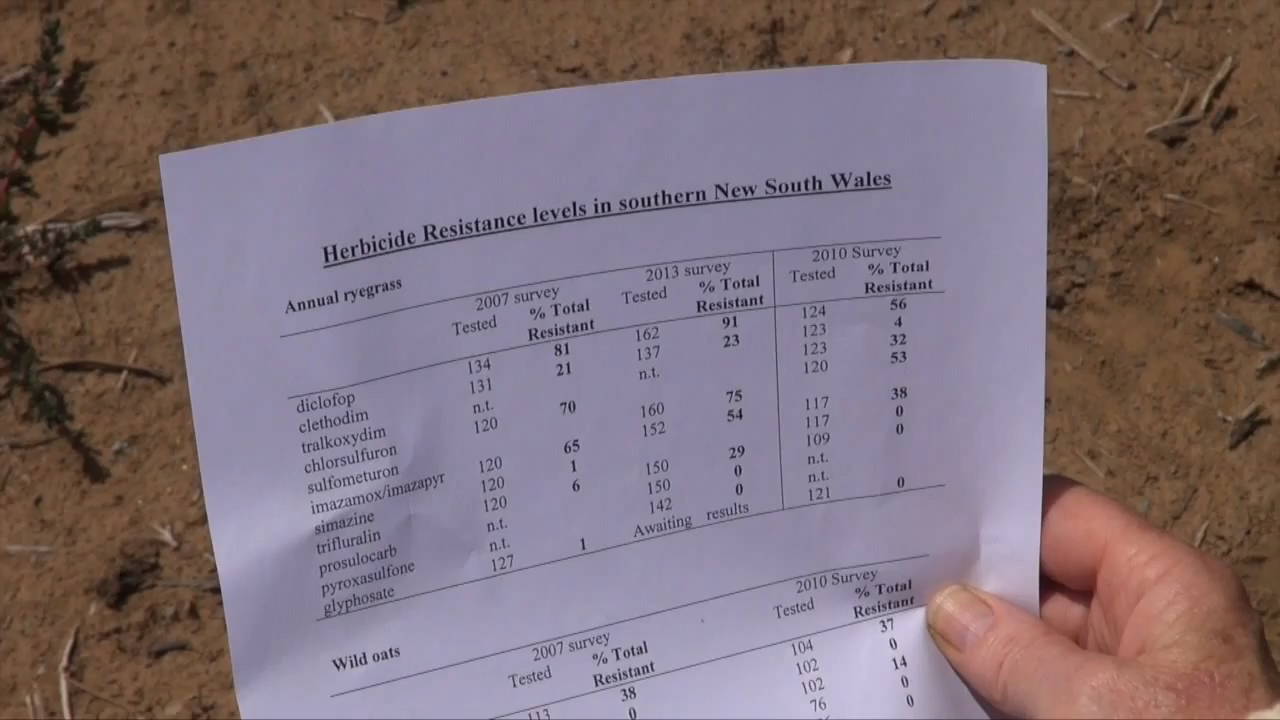 Herbicide Resistance levels in southern New South Wales
Annual ryegrass 2007 survey 2013 survey 2010 Survey
Tested % Total Resistant Tested % Total Resistant Tested % Total Resistant
diclofop 134 81 162 91 124 56
clethodim 131 21 137 23 123 4
tralkoxydim n.t. n.t. 123 32
chlorsulfuron 120 70 120 53
sulfometuron 160 75
imazamox/imazapyr 120 65 152 54 117 38
simazine 120 1 117 0
trifluralin 120 6 150 29 109 0
prosulocarb n.t. 150 0 n.t.
pyroxasulfone n.t. 142 0 n.t.
glyphosate 127 1 Awaiting results 121 0
Wild oats 2007 survey 2010 Survey
Tested % Total Resistant Tested % Total Resistant
113 38 104 37
0 102 0
102 14
76 0
0